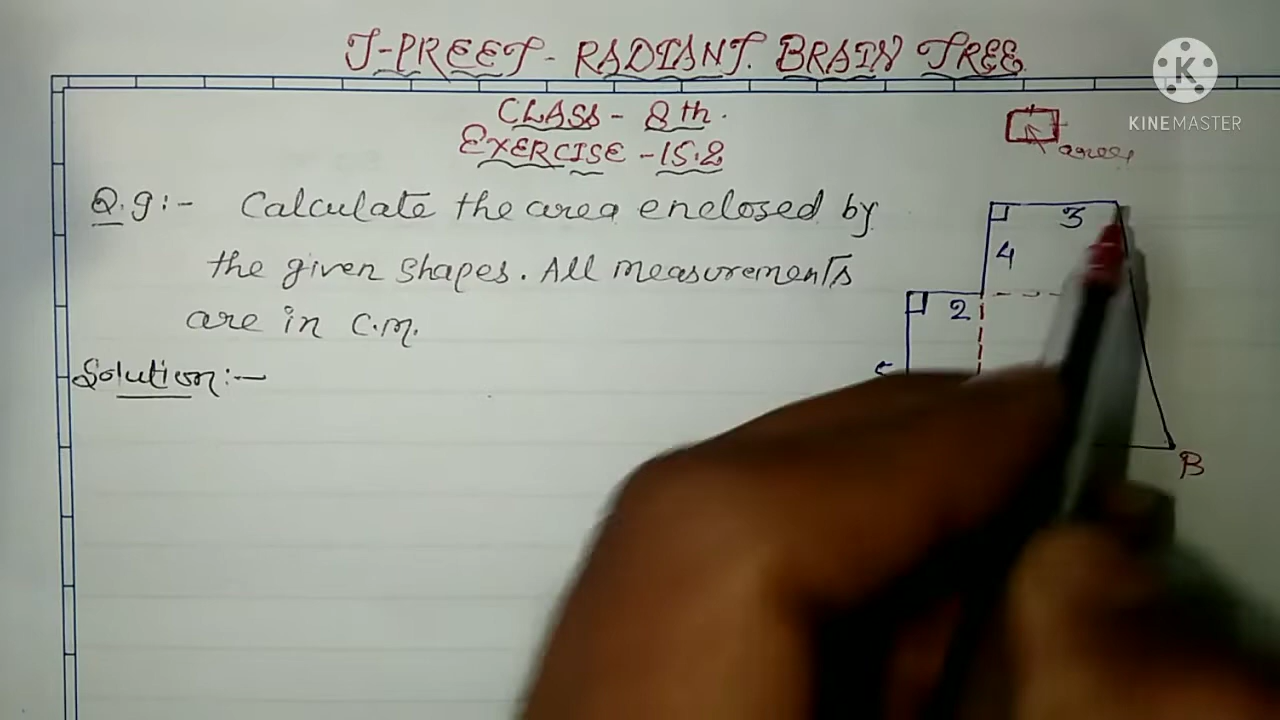 J-PREET - RADIANT. BRAIN TREE
KINEMASTER
CLASS - 8th.
EXERCISE - 15.2
area
Q.9:- Calculate the area enclosed by
the given shapes. All measurements
are in c.m.
Solution:-
3
4
2
5
B